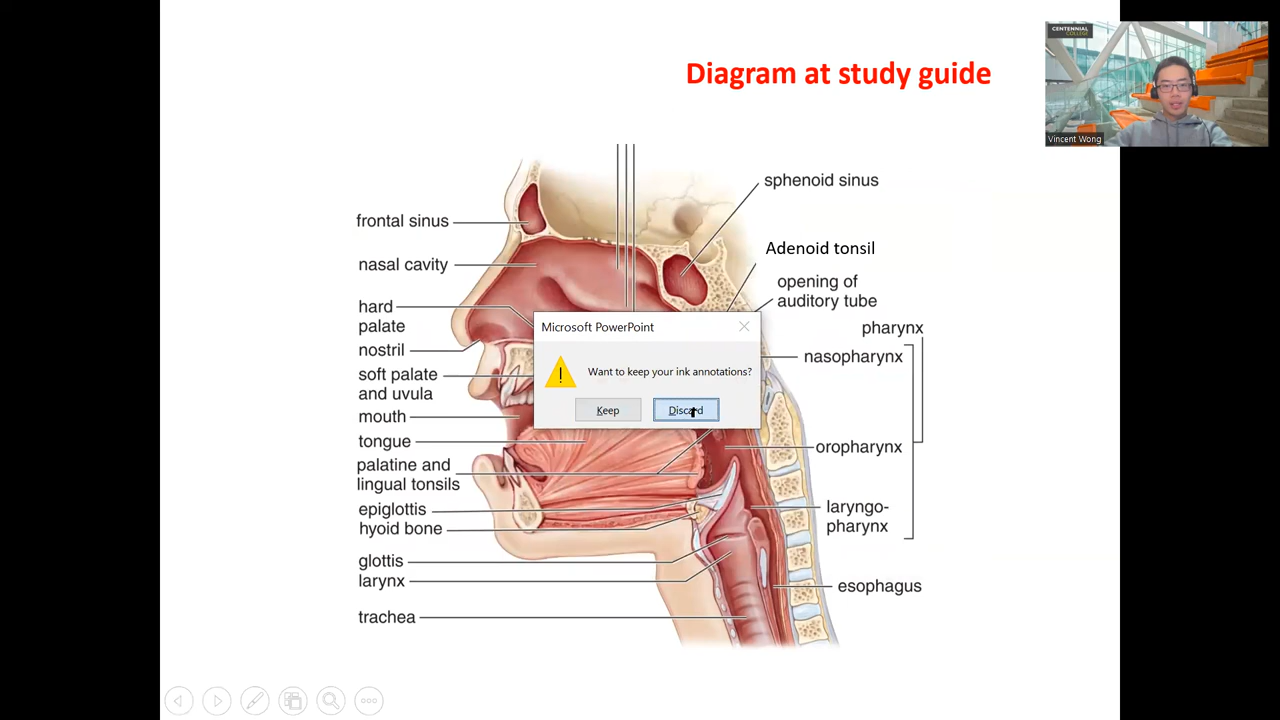 Diagram at study guide
CENTENNIAL
COLLEGE
Vincent Wong
frontal sinus
nasal cavity
hard
palate
nostril
soft palate
and uvula
mouth
tongue
palatine and
lingual tonsils
epiglottis
hyoid bone
glottis
larynx
trachea
sphenoid sinus
Adenoid tonsil
opening of
auditory tube
pharynx
nasopharynx
oropharynx
laryngo-
pharynx
esophagus
Microsoft PowerPoint
Want to keep your ink annotations?
Keep
Discard